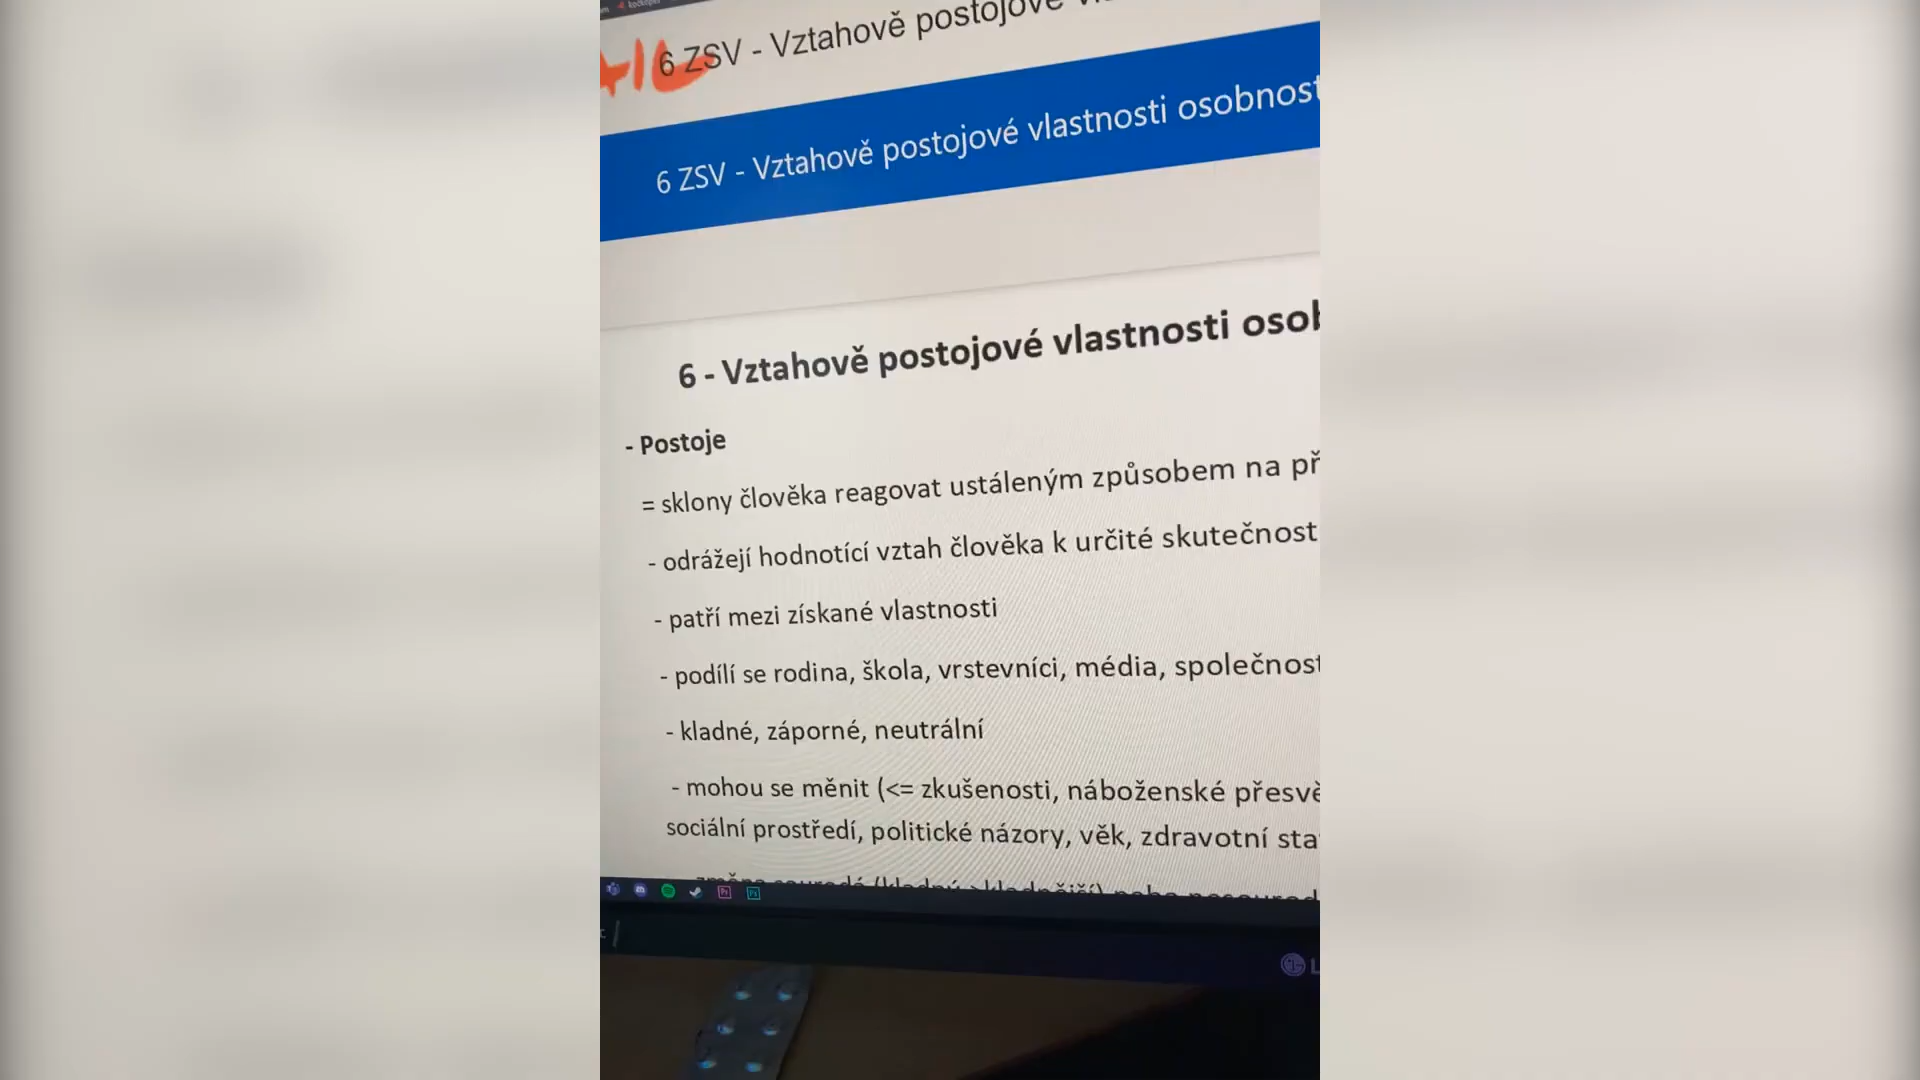 6 ZSV - Vztahově postojové
6 ZSV - Vztahově postojové vlastnosti osobnost
6 - Vztahově postojové vlastnosti osob
- Postoje
= sklony člověka reagovat ustáleným způsobem na př
- odrážejí hodnotící vztah člověka k určité skutečnost
- patří mezi získané vlastnosti
- podílí se rodina, škola, vrstevníci, média, společnost
- kladné, záporné, neutrální
- mohou se měnit (<= zkušenosti, náboženské přesvě
sociální prostředí, politické názory, věk, zdravotní sta